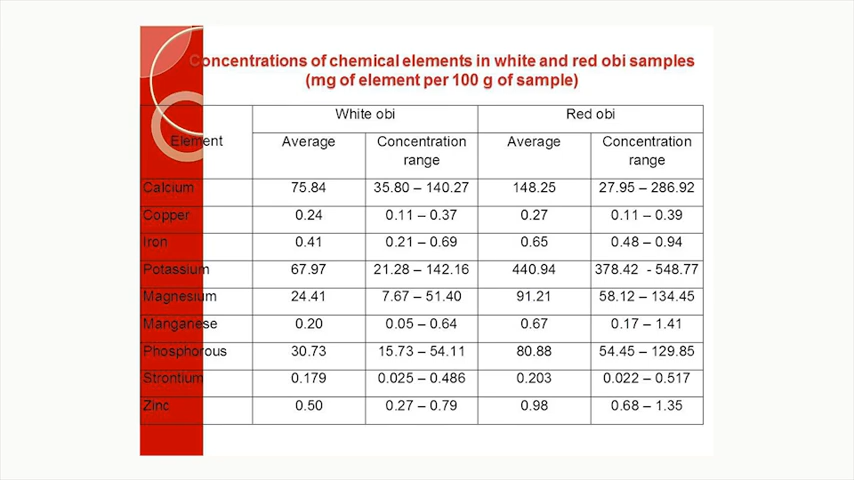 Concentrations of chemical elements in white and red obi samples
(mg of element per 100 g of sample)
Element White obi Red obi
Average Concentration range Average Concentration range
Calcium 75.84 35.80 – 140.27 148.25 27.95 – 286.92
Copper 0.24 0.11 – 0.37 0.27 0.11 – 0.39
Iron 0.41 0.21 – 0.69 0.65 0.48 – 0.94
Potassium 67.97 21.28 – 142.16 440.94 378.42 - 548.77
Magnesium 24.41 7.67 – 51.40 91.21 58.12 – 134.45
Manganese 0.20 0.05 – 0.64 0.67 0.17 – 1.41
Phosphorous 30.73 15.73 – 54.11 80.88 54.45 – 129.85
Strontium 0.179 0.025 – 0.486 0.203 0.022 – 0.517
Zinc 0.50 0.27 – 0.79 0.98 0.68 – 1.35